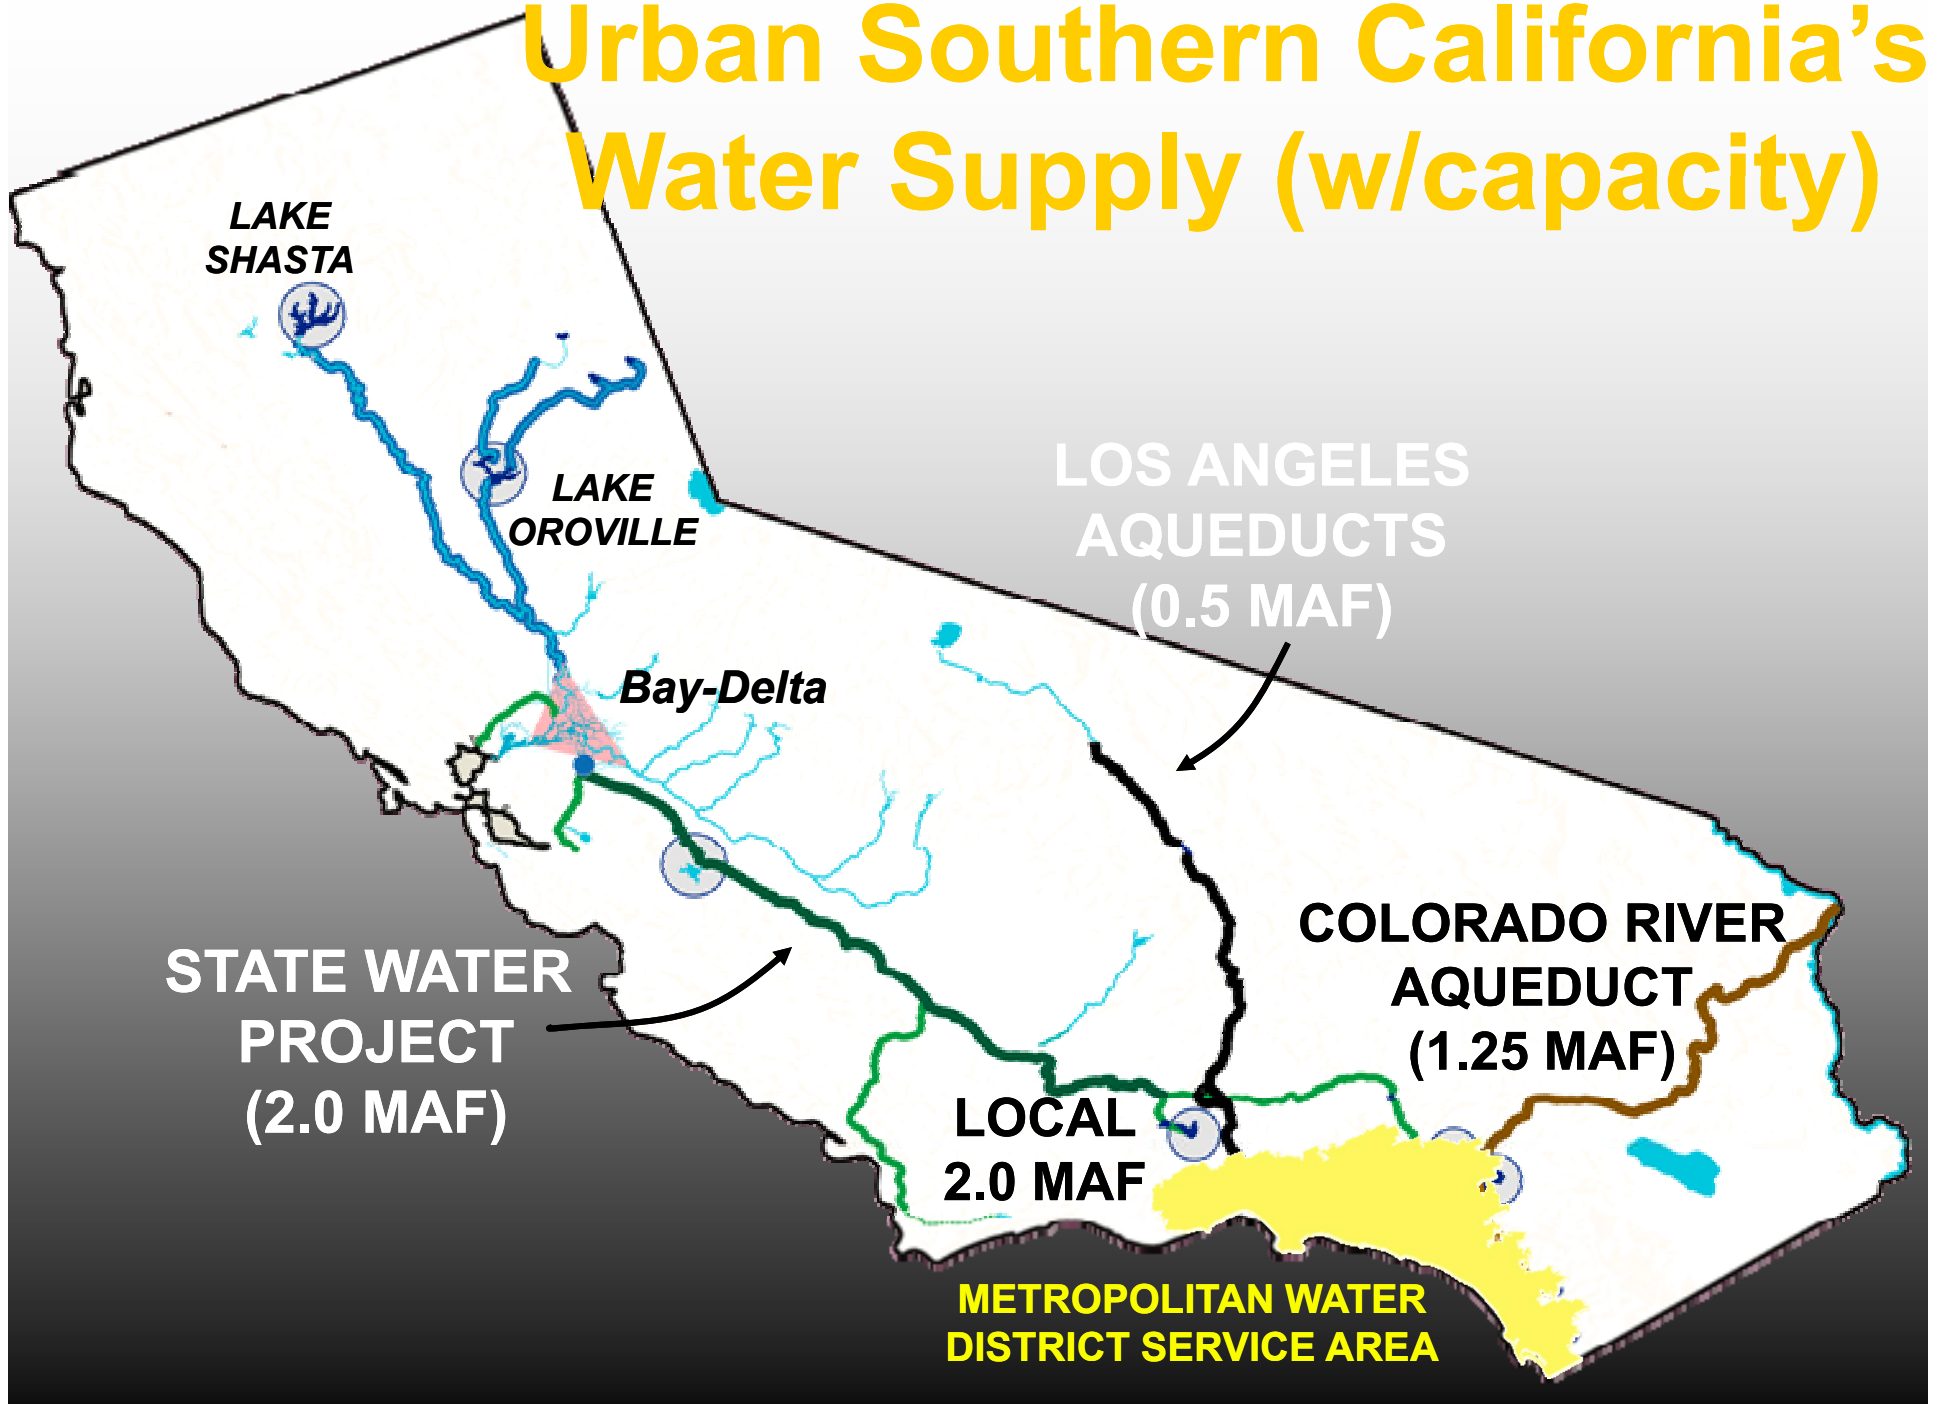 Urban Southern California’s
Water Supply (w/capacity)
LAKE
SHASTA
LAKE
OROVILLE
LOS ANGELES
AQUEDUCTS
(0.5 MAF)
Bay-Delta
COLORADO RIVER
AQUEDUCT
(1.25 MAF)
STATE WATER
PROJECT
(2.0 MAF)
LOCAL
2.0 MAF
METROPOLITAN WATER
DISTRICT SERVICE AREA